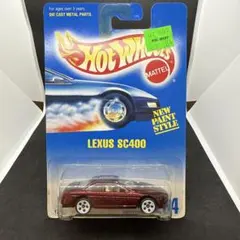 For ages over 3 years.
DIE CAST METAL PARTS.
HOT WHEELS
MATTEL
NEW
PAINT
STYLE
LEXUS SC400
4